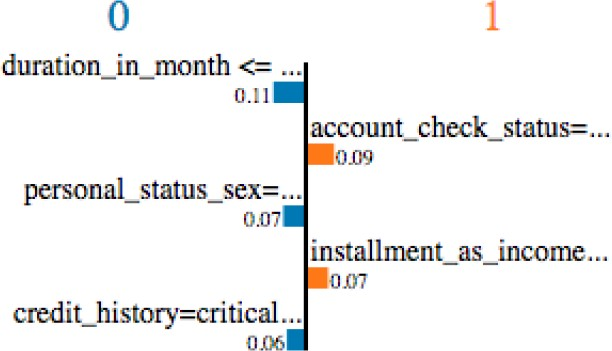 0 1
duration_in_month <= ...
0.11
account_check_status=...
0.09
personal_status_sex=...
0.07
installment_as_income...
0.07
credit_history=critical...
0.06